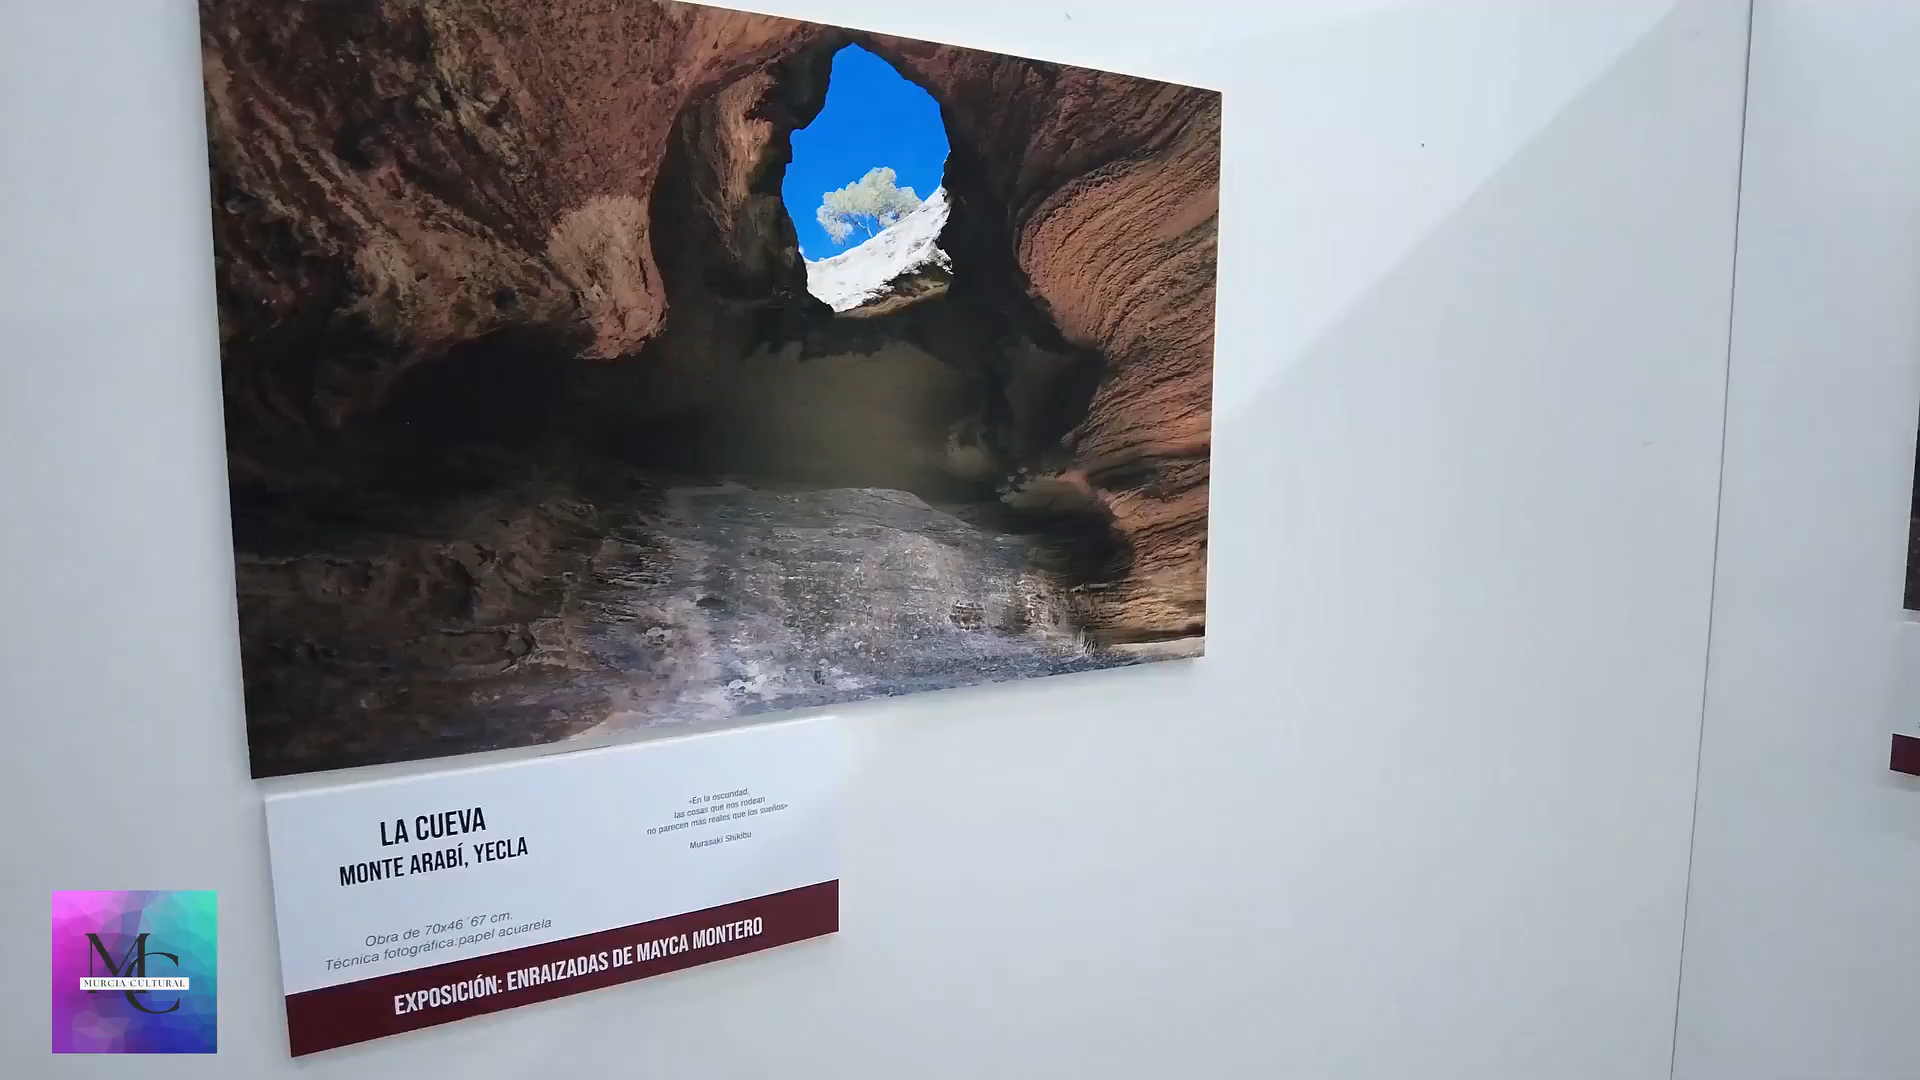 LA CUEVA
MONTE ARABÍ, YECLA
«En la oscuridad,
las cosas que nos rodean
no parecen más reales que los sueños»
Murasaki Shikibu
Obra de 70x46´67 cm.
Técnica fotográfica:papel acuarela
EXPOSICIÓN: ENRAIZADAS DE MAYCA MONTERO
MC
MURCIA CULTURAL